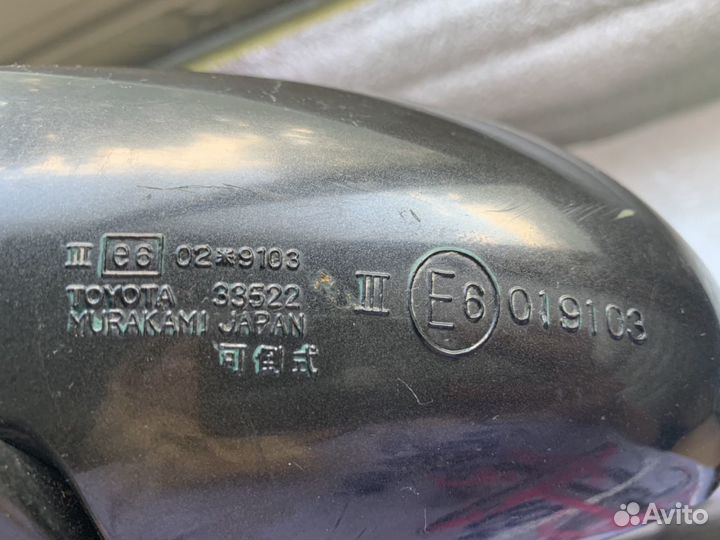 III e6 02*9103
TOYOTA 33522
MURAKAMI JAPAN
可倒式
III E6 019103
Avito